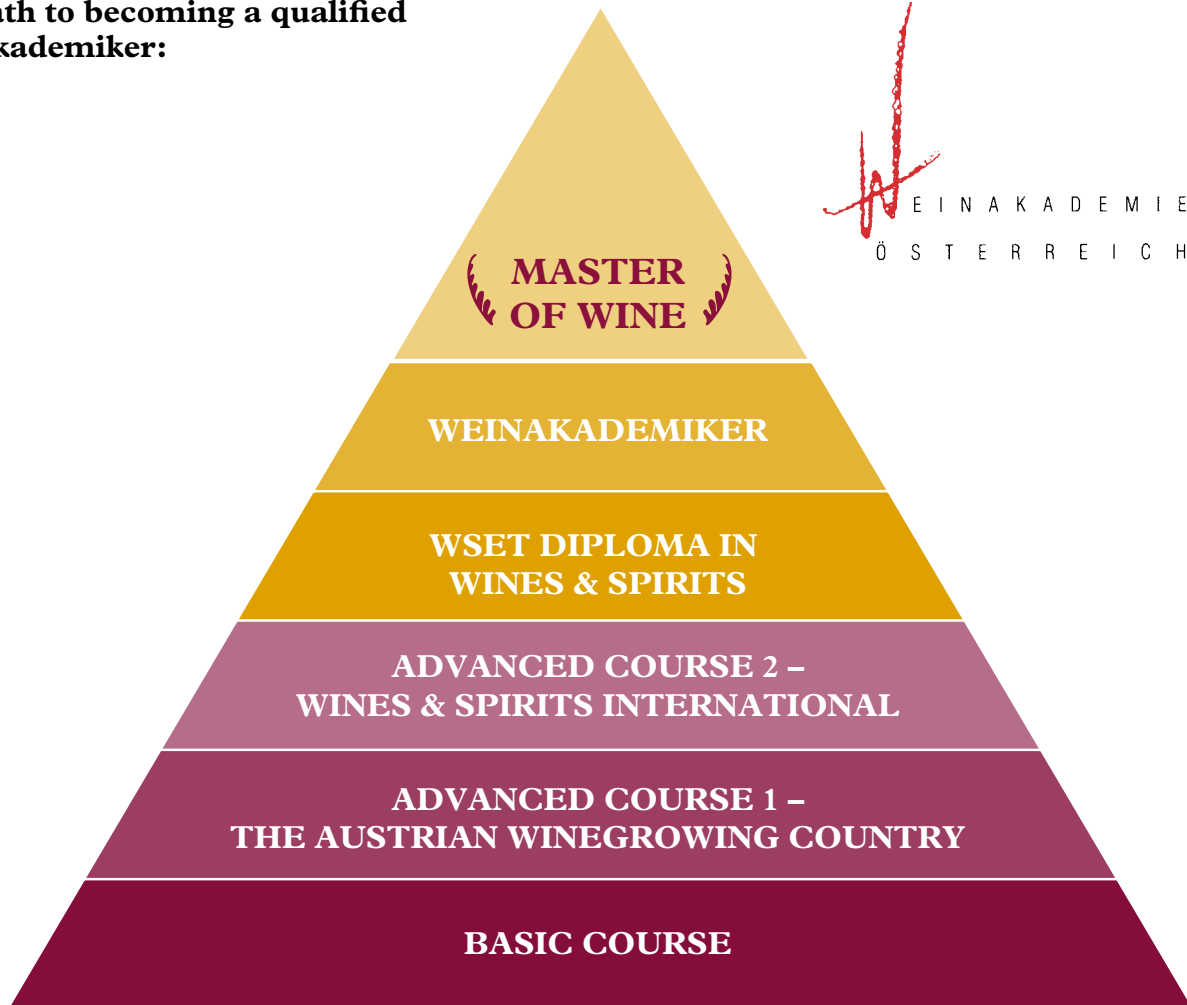 ath to becoming a qualified
kademiker:
WEINAKADEMIE
ÖSTERREICH
MASTER
OF WINE
WEINAKADEMIKER
WSET DIPLOMA IN
WINES & SPIRITS
ADVANCED COURSE 2 –
WINES & SPIRITS INTERNATIONAL
ADVANCED COURSE 1 –
THE AUSTRIAN WINEGROWING COUNTRY
BASIC COURSE